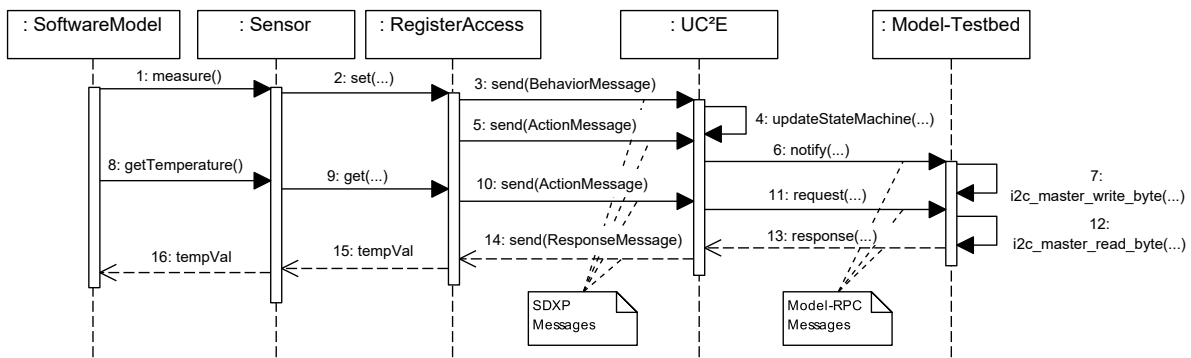 : SoftwareModel
: Sensor
: RegisterAccess
: UC²E
: Model-Testbed
1: measure()
2: set(...)
3: send(BehaviorMessage)
4: updateStateMachine(...)
5: send(ActionMessage)
6: notify(...)
7:
i2c_master_write_byte(...)
8: getTemperature()
9: get(...)
10: send(ActionMessage)
11: request(...)
12:
i2c_master_read_byte(...)
13: response(...)
14: send(ResponseMessage)
15: tempVal
16: tempVal
SDXP
Messages
Model-RPC
Messages